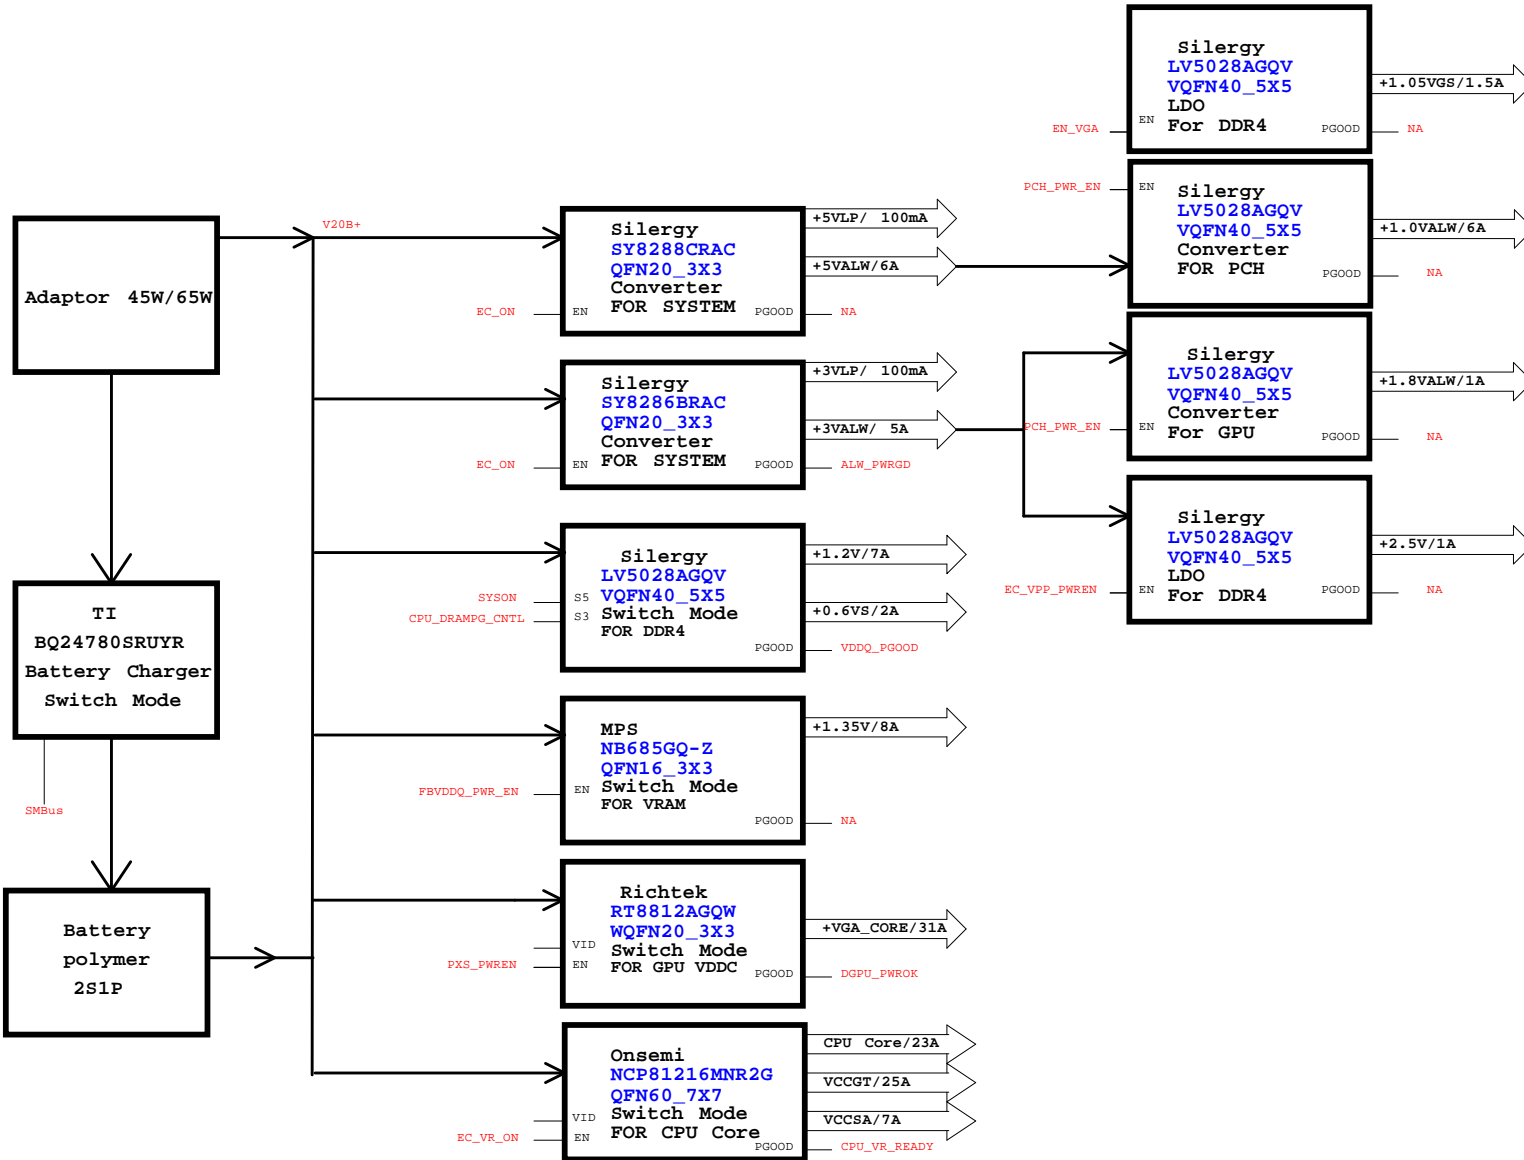 Adaptor 45W/65W
TI
BQ24780SRUYR
Battery Charger
Switch Mode
SMBus
Battery
polymer
2S1P
V20B+
Silergy
SY8288CRAC
QFN20_3X3
Converter
FOR SYSTEM
EC_ON
EN
PGOOD
NA
+5VLP/ 100mA
+5VALW/6A
Silergy
SY8286BRAC
QFN20_3X3
Converter
FOR SYSTEM
EC_ON
EN
PGOOD
ALW_PWRGD
+3VLP/ 100mA
+3VALW/ 5A
Silergy
LV5028AGQV
VQFN40_5X5
Switch Mode
FOR DDR4
SYSON
S5
CPU_DRAMPG_CNTL
S3
PGOOD
VDDQ_PGOOD
+1.2V/7A
+0.6VS/2A
MPS
NB685GQ-Z
QFN16_3X3
Switch Mode
FOR VRAM
FBVDDQ_PWR_EN
EN
PGOOD
NA
+1.35V/8A
Richtek
RT8812AGQW
WQFN20_3X3
Switch Mode
FOR GPU VDDC
VID
PXS_PWREN
EN
PGOOD
DGPU_PWROK
+VGA_CORE/31A
Onsemi
NCP81216MNR2G
QFN60_7X7
Switch Mode
FOR CPU Core
VID
EC_VR_ON
EN
PGOOD
CPU_VR_READY
CPU Core/23A
VCCGT/25A
VCCSA/7A
Silergy
LV5028AGQV
VQFN40_5X5
LDO
For DDR4
EN_VGA
EN
PGOOD
NA
+1.05VGS/1.5A
PCH_PWR_EN
EN
Silergy
LV5028AGQV
VQFN40_5X5
Converter
FOR PCH
PGOOD
NA
+1.0VALW/6A
Silergy
LV5028AGQV
VQFN40_5X5
Converter
For GPU
PCH_PWR_EN
EN
PGOOD
NA
+1.8VALW/1A
Silergy
LV5028AGQV
VQFN40_5X5
LDO
For DDR4
EC_VPP_PWREN
EN
PGOOD
NA
+2.5V/1A